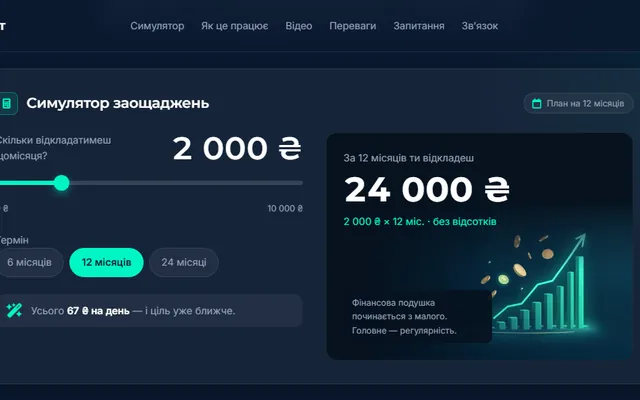 Симулятор Як це працює Відео Переваги Запитання Зв'язок
Симулятор заощаджень
План на 12 місяців
Скільки відкладатимеш
щомісяця?
2 000 ₴
₴
10 000 ₴
Термін
6 місяців 12 місяців 24 місяці
Усього 67 ₴ на день — і ціль уже ближче.
За 12 місяців ти відкладеш
24 000 ₴
2 000 ₴ × 12 міс. · без відсотків
Фінансова подушка
починається з малого.
Головне — регулярність.